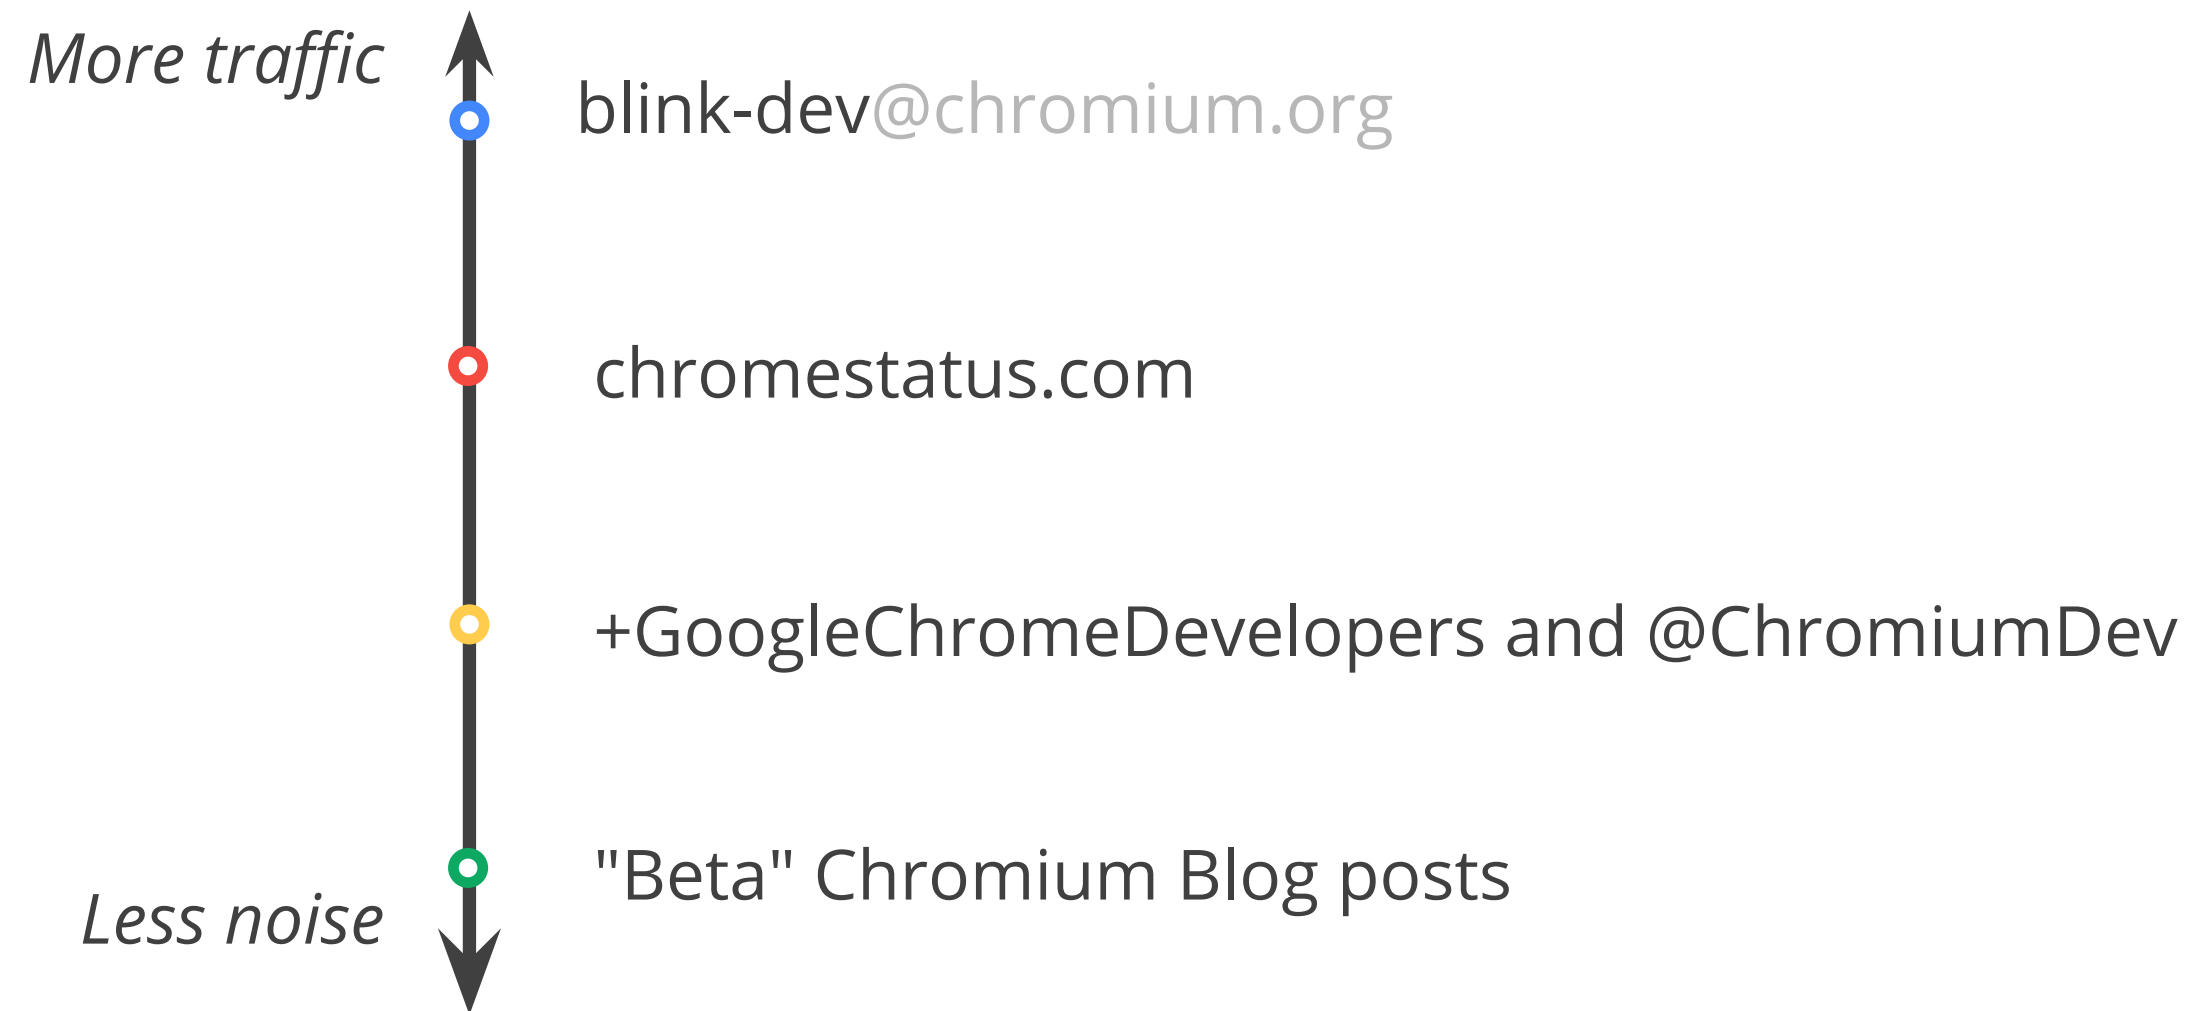 More traffic
blink-dev@chromium.org
chromestatus.com
+GoogleChromeDevelopers and @ChromiumDev
"Beta" Chromium Blog posts
Less noise